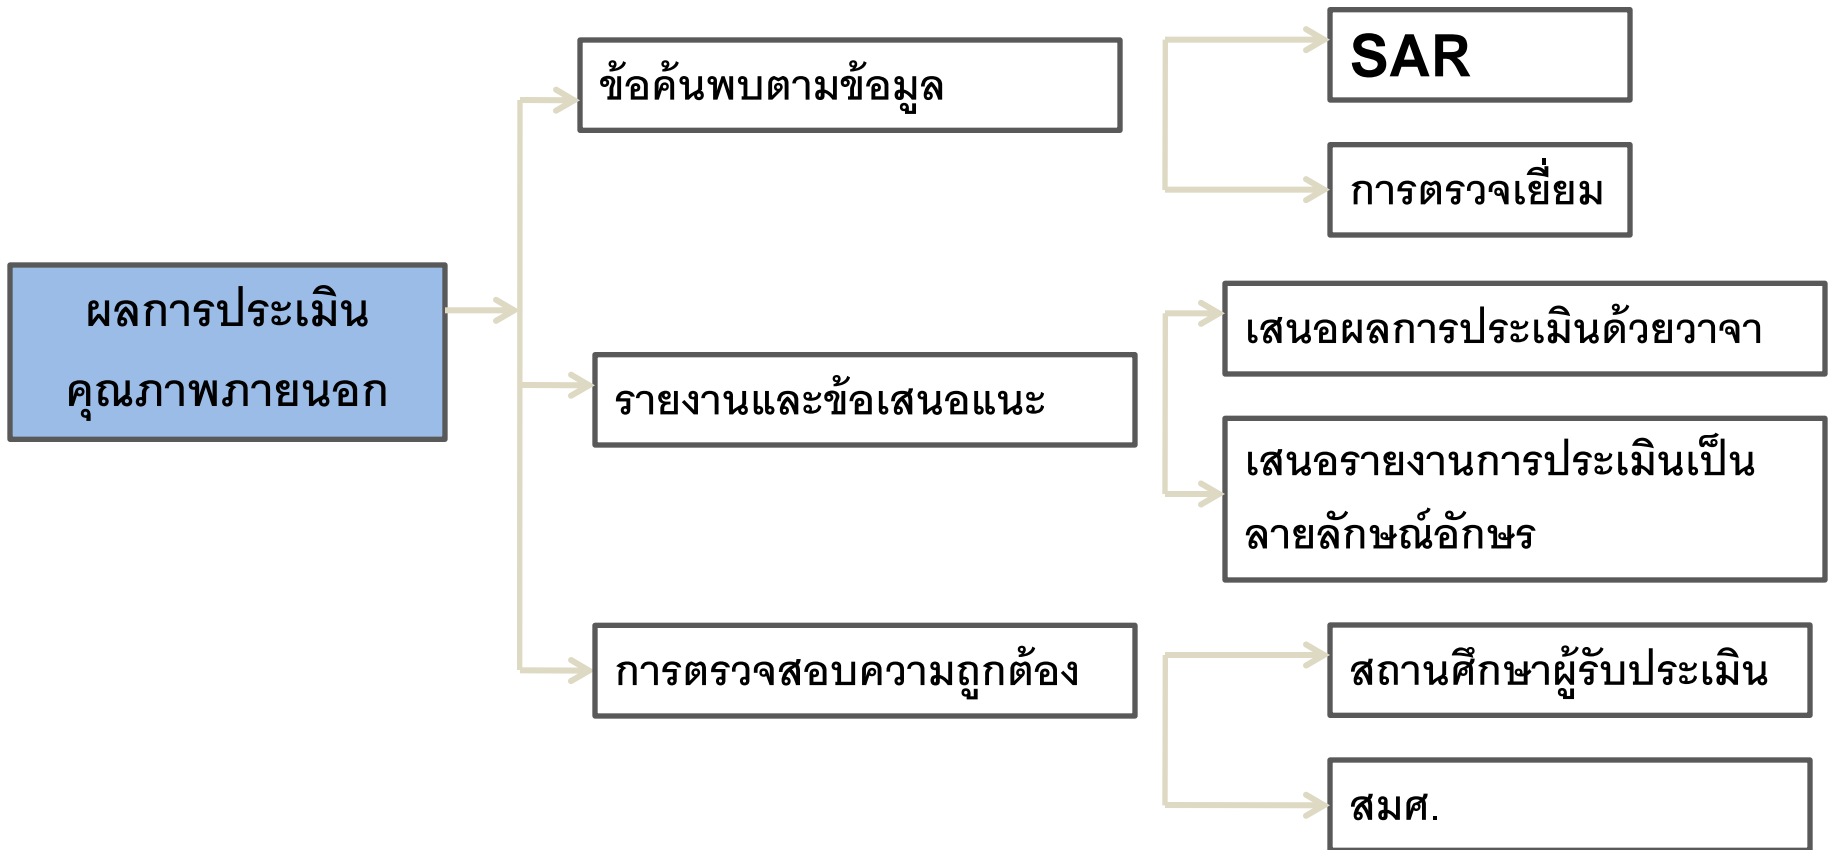 ผลการประเมิน
คุณภาพภายนอก
ข้อค้นพบตามข้อมูล
SAR
การตรวจเยี่ยม
รายงานและข้อเสนอแนะ
เสนอผลการประเมินด้วยวาจา
เสนอรายงานการประเมินเป็น
ลายลักษณ์อักษร
การตรวจสอบความถูกต้อง
สถานศึกษาผู้รับประเมิน
สมศ.